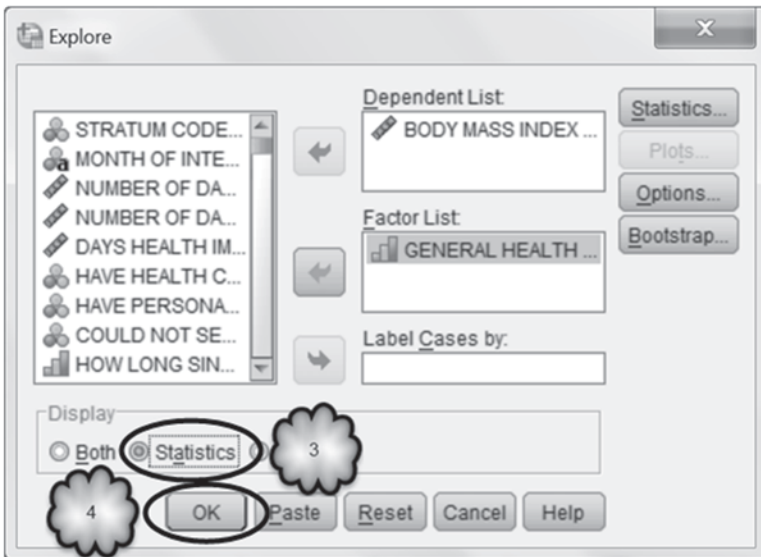 Explore
X
Dependent List:
BODY MASS INDEX ...
Factor List:
GENERAL HEALTH ...
Label Cases by:
STRATUM CODE...
a MONTH OF INTE...
NUMBER OF DA...
NUMBER OF DA...
DAYS HEALTH IM...
HAVE HEALTH C...
HAVE PERSONA...
COULD NOT SE...
HOW LONG SIN...
Statistics...
Plots...
Options...
Bootstrap...
Display
Both
Statistics
3
4
OK
Paste
Reset
Cancel
Help